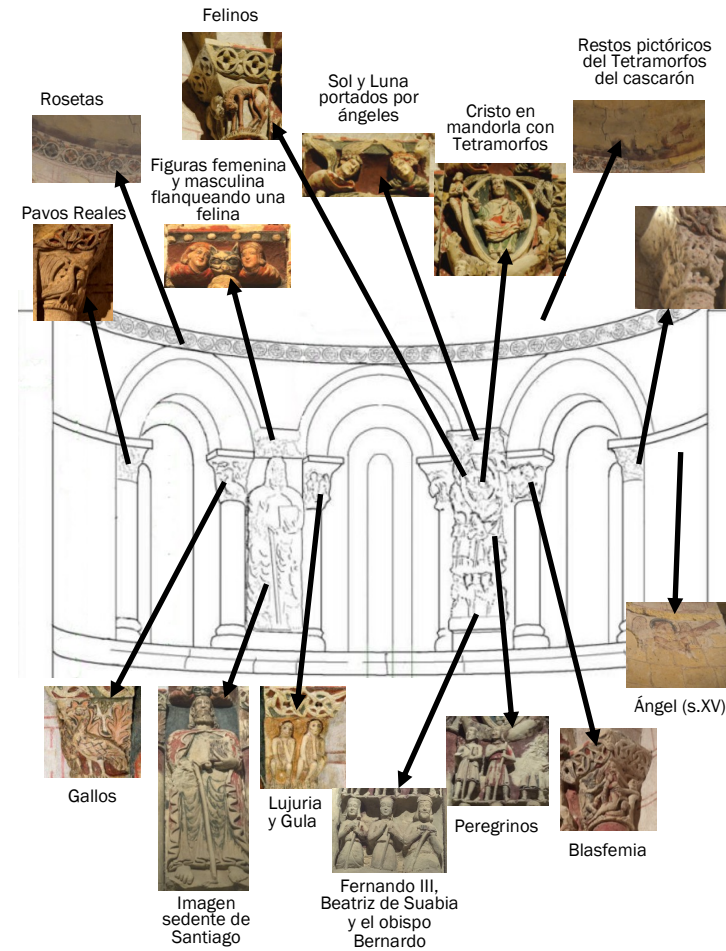 Felinos
Sol y Luna
portados por
ángeles
Restos pictóricos
del Tetramorfos
del cascarón
Rosetas
Cristo en
mandorla con
Tetramorfos
Figuras femenina
y masculina
flanqueando una
felina
Pavos Reales
Ángel (s.XV)
Gallos
Lujuria
y Gula
Peregrinos
Blasfemia
Imagen
sedente de
Santiago
Fernando III,
Beatriz de Suabia
y el obispo
Bernardo